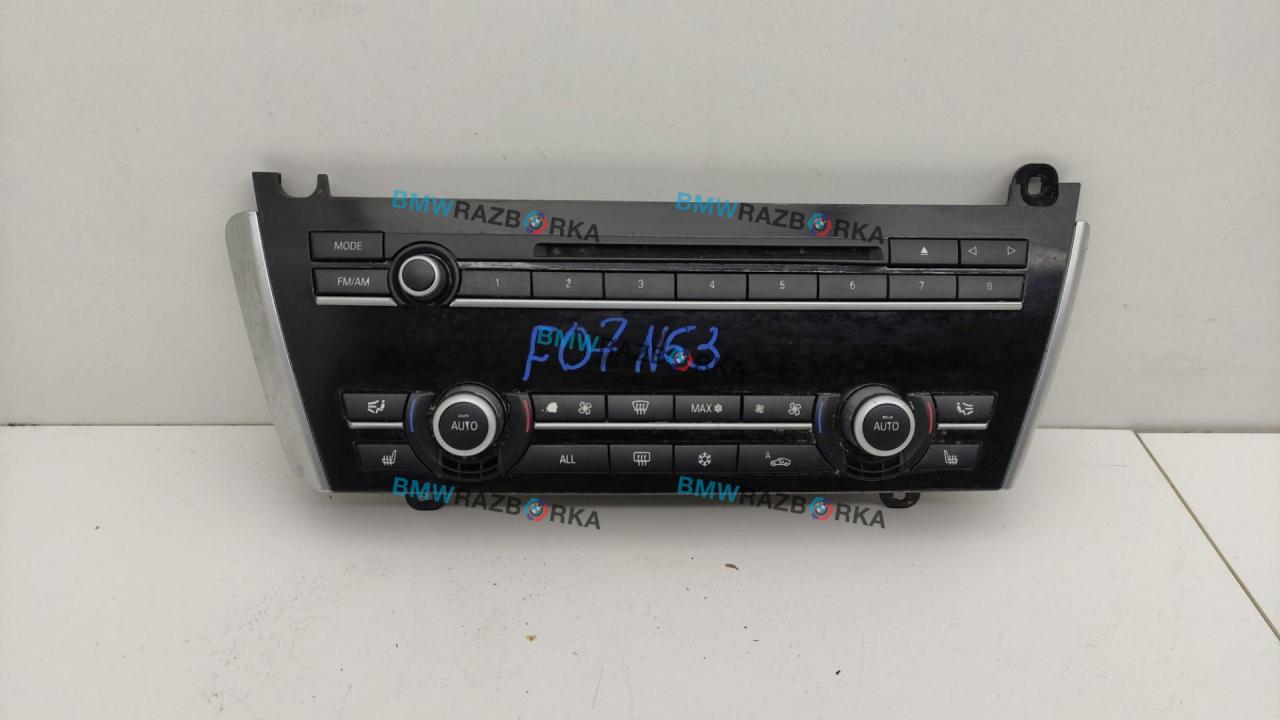 BMWRAZBORKA BMWRAZBORKA
MODE
FM/AM 1 2 3 4 5 6 7 8
F07 N63
BMWRAZBORKA
MAX
AUTO AUTO
ALL A
BMWRAZBORKA BMWRAZBORKA